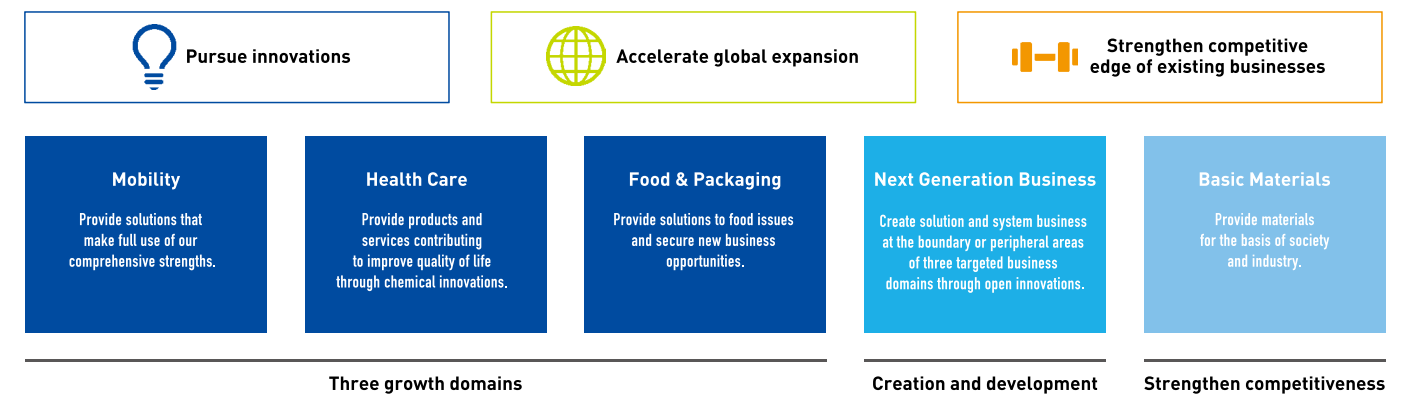 Pursue innovations
Accelerate global expansion
Strengthen competitive
edge of existing businesses
Mobility
Provide solutions that
make full use of our
comprehensive strengths.
Health Care
Provide products and
services contributing
to improve quality of life
through chemical innovations.
Food & Packaging
Provide solutions to food issues
and secure new business
opportunities.
Next Generation Business
Create solution and system business
at the boundary or peripheral areas
of three targeted business
domains through open innovations.
Basic Materials
Provide materials
for the basis of society
and industry.
Three growth domains
Creation and development
Strengthen competitiveness